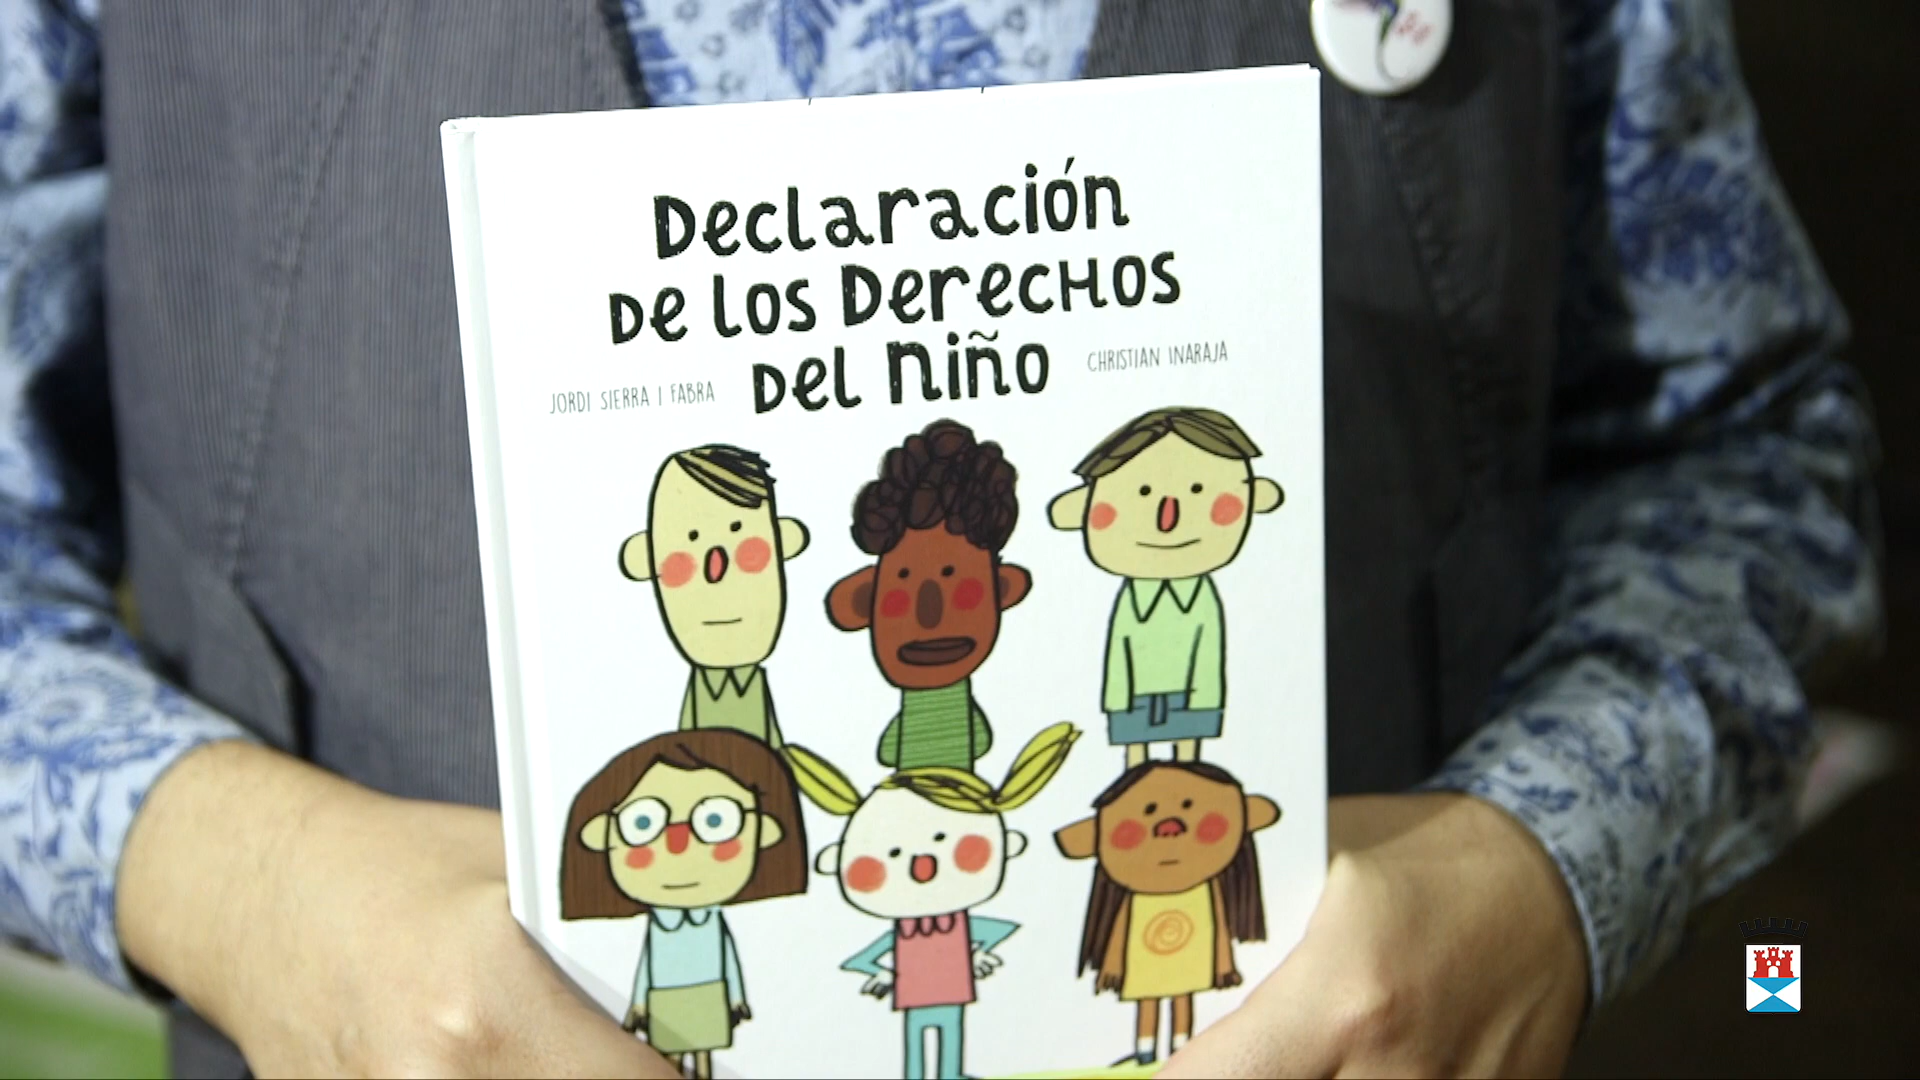 Declaración
de los derechos
del niño
JORDI SIERRA I FABRA
CHRISTIAN INARAJA